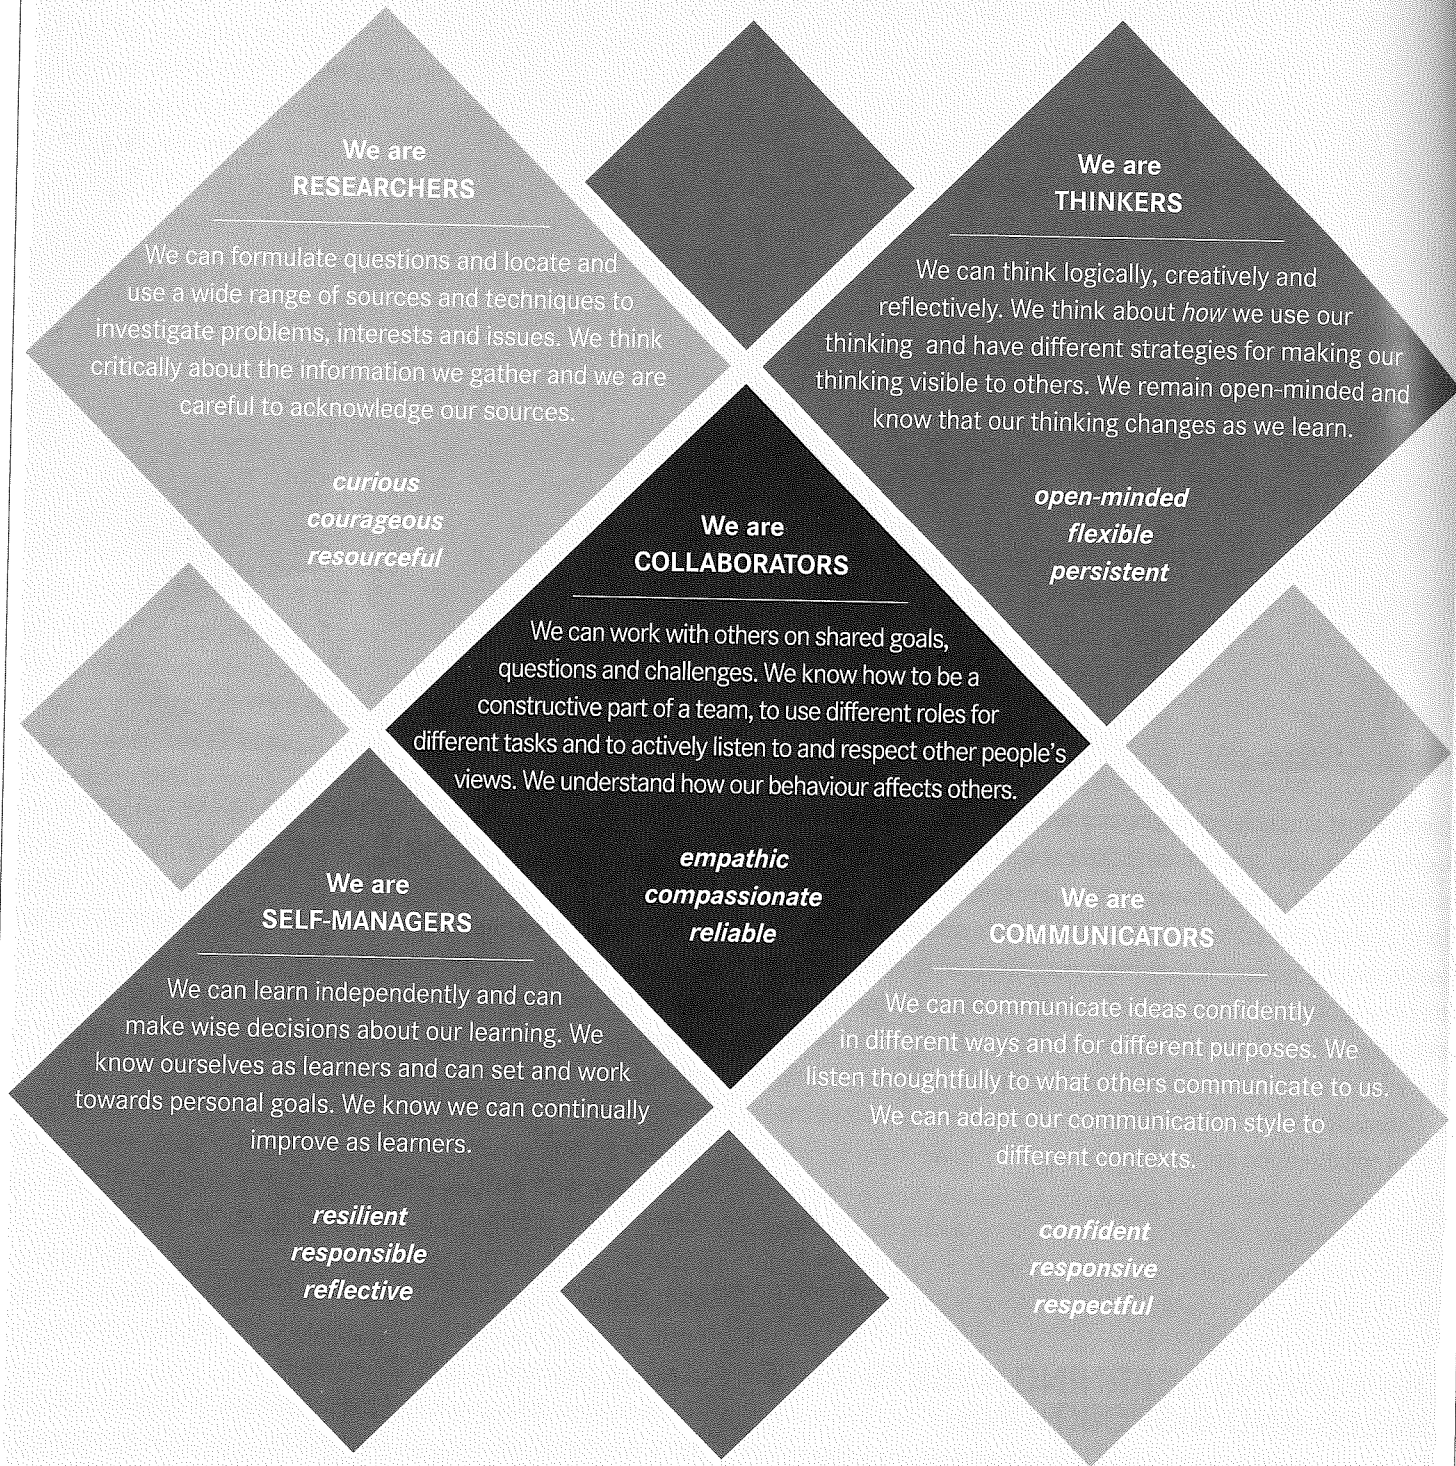 We are
RESEARCHERS
We can formulate questions and locate and
use a wide range of sources and techniques to
investigate problems, interests and issues. We think
critically about the information we gather and we are
careful to acknowledge our sources.
curious
courageous
resourceful
We are
THINKERS
We can think logically, creatively and
reflectively. We think about how we use our
thinking and have different strategies for making our
thinking visible to others. We remain open-minded and
know that our thinking changes as we learn.
open-minded
flexible
persistent
We are
COLLABORATORS
We can work with others on shared goals,
questions and challenges. We know how to be a
constructive part of a team, to use different roles for
different tasks and to actively listen to and respect other people's
views. We understand how our behaviour affects others.
empathic
compassionate
reliable
We are
SELF-MANAGERS
We can learn independently and can
make wise decisions about our learning. We
know ourselves as learners and can set and work
towards personal goals. We know we can continually
improve as learners.
resilient
responsible
reflective
We are
COMMUNICATORS
We can communicate ideas confidently
in different ways and for different purposes. We
listen thoughtfully to what others communicate to us.
We can adapt our communication style to
different contexts.
confident
responsive
respectful